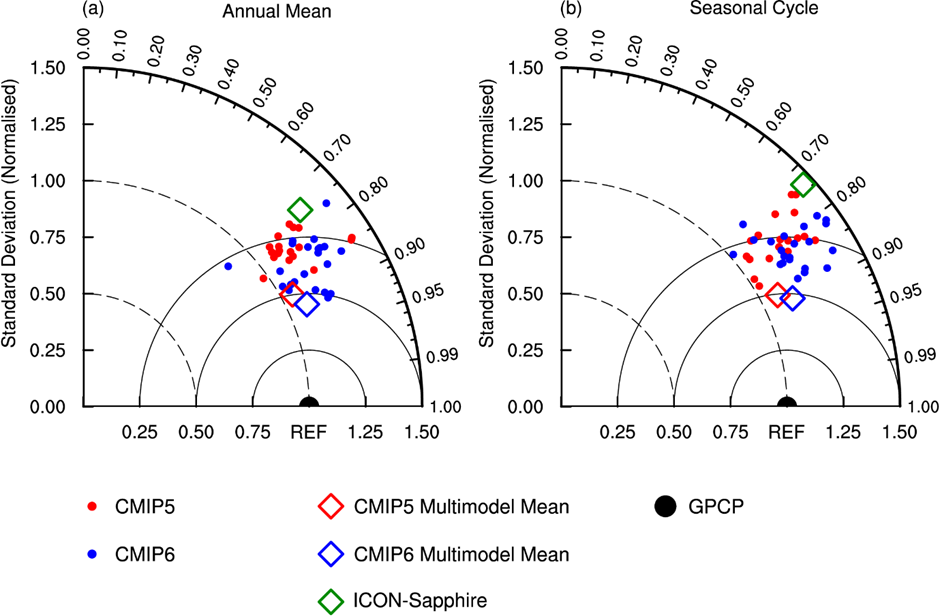 (a)
Annual Mean
0.00
0.10
0.20
0.30
0.40
0.50
0.60
0.70
0.80
0.90
0.95
0.99
1.00
Standard Deviation (Normalised)
1.50
1.25
1.00
0.75
0.50
0.25
0.00
0.25 0.50 0.75 REF 1.25 1.50
(b)
Seasonal Cycle
0.00
0.10
0.20
0.30
0.40
0.50
0.60
0.70
0.80
0.90
0.95
0.99
1.00
Standard Deviation (Normalised)
1.50
1.25
1.00
0.75
0.50
0.25
0.00
0.25 0.50 0.75 REF 1.25 1.50
CMIP5
CMIP6
CMIP5 Multimodel Mean
CMIP6 Multimodel Mean
ICON-Sapphire
GPCP